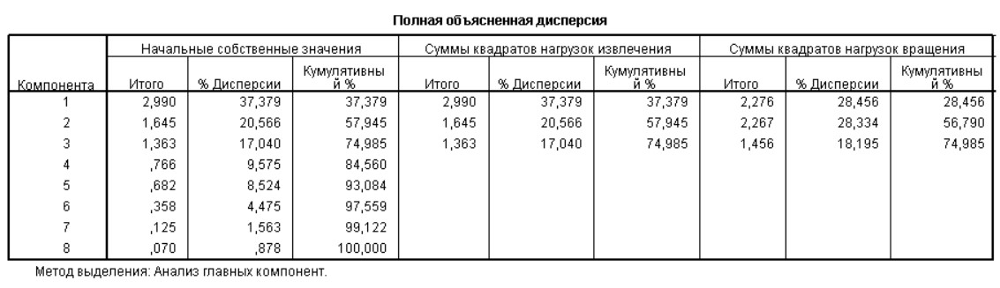 Полная объясненная дисперсия
Компонента Начальные собственные значения Суммы квадратов нагрузок извлечения Суммы квадратов нагрузок вращения
Итого % Дисперсии Кумулятивны й % Итого % Дисперсии Кумулятивны й % Итого % Дисперсии Кумулятивны й %
1 2,990 37,379 37,379 2,990 37,379 37,379 2,276 28,456 28,456
2 1,645 20,566 57,945 1,645 20,566 57,945 2,267 28,334 56,790
3 1,363 17,040 74,985 1,363 17,040 74,985 1,456 18,195 74,985
4 ,766 9,575 84,560
5 ,682 8,524 93,084
6 ,358 4,475 97,559
7 ,125 1,563 99,122
8 ,070 ,878 100,000
Метод выделения: Анализ главных компонент.